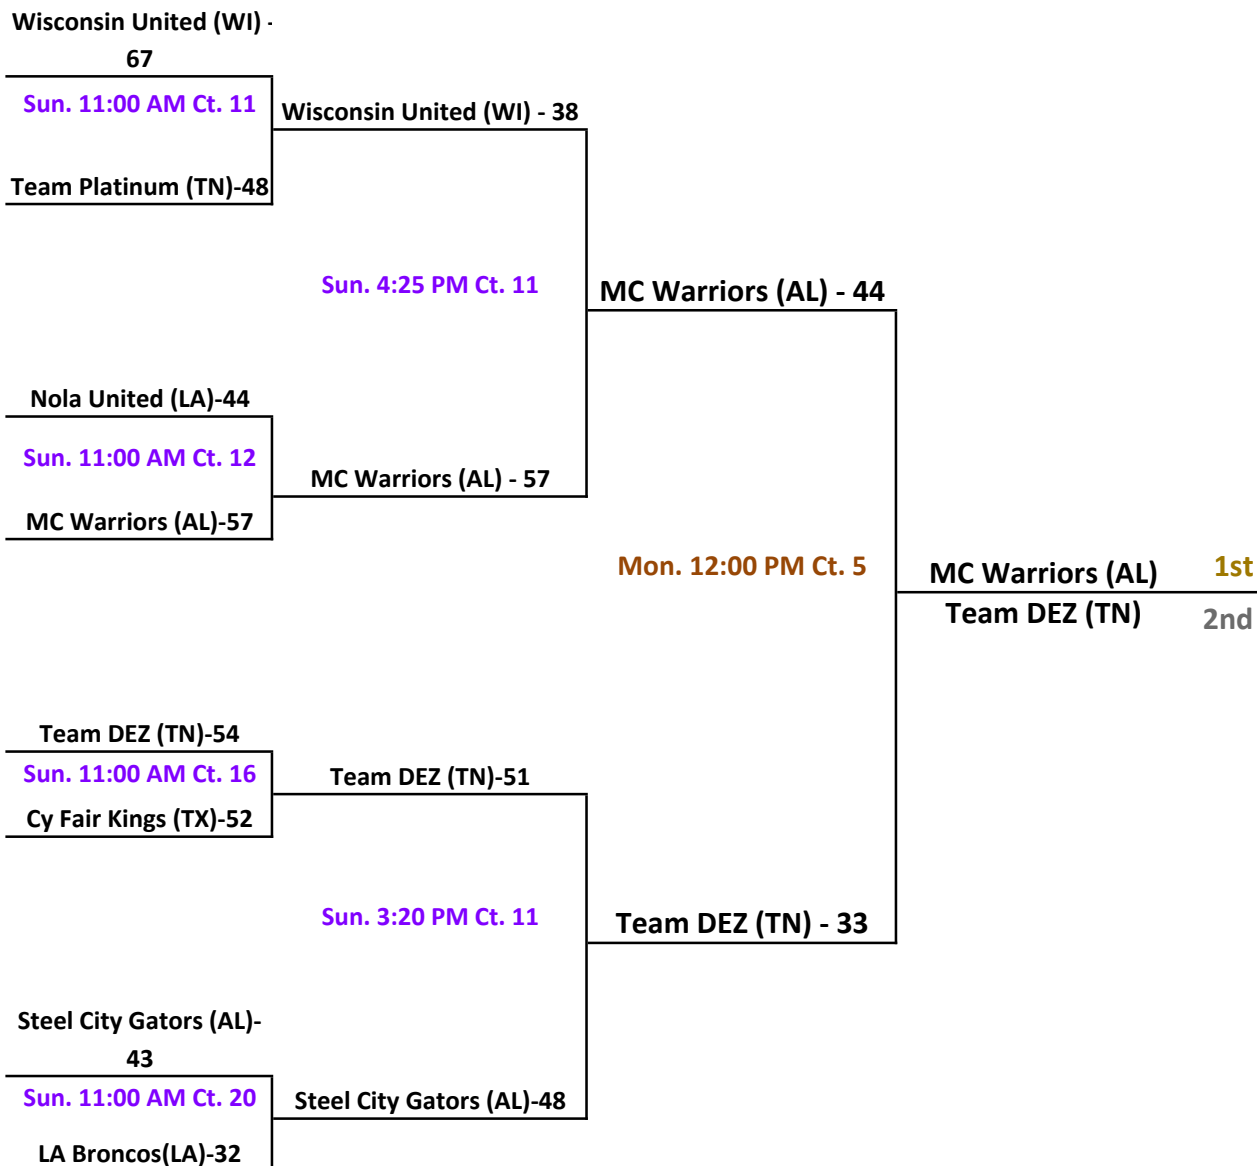 Wisconsin United (WI) -
67
Sun. 11:00 AM Ct. 11
Wisconsin United (WI) - 38
Team Platinum (TN)-48
Sun. 4:25 PM Ct. 11
MC Warriors (AL) - 44
Nola United (LA)-44
Sun. 11:00 AM Ct. 12
MC Warriors (AL) - 57
MC Warriors (AL)-57
Mon. 12:00 PM Ct. 5
MC Warriors (AL) 1st
Team DEZ (TN) 2nd
Team DEZ (TN)-54
Sun. 11:00 AM Ct. 16
Team DEZ (TN)-51
Cy Fair Kings (TX)-52
Sun. 3:20 PM Ct. 11
Team DEZ (TN) - 33
Steel City Gators (AL)-
43
Sun. 11:00 AM Ct. 20
Steel City Gators (AL)-48
LA Broncos(LA)-32